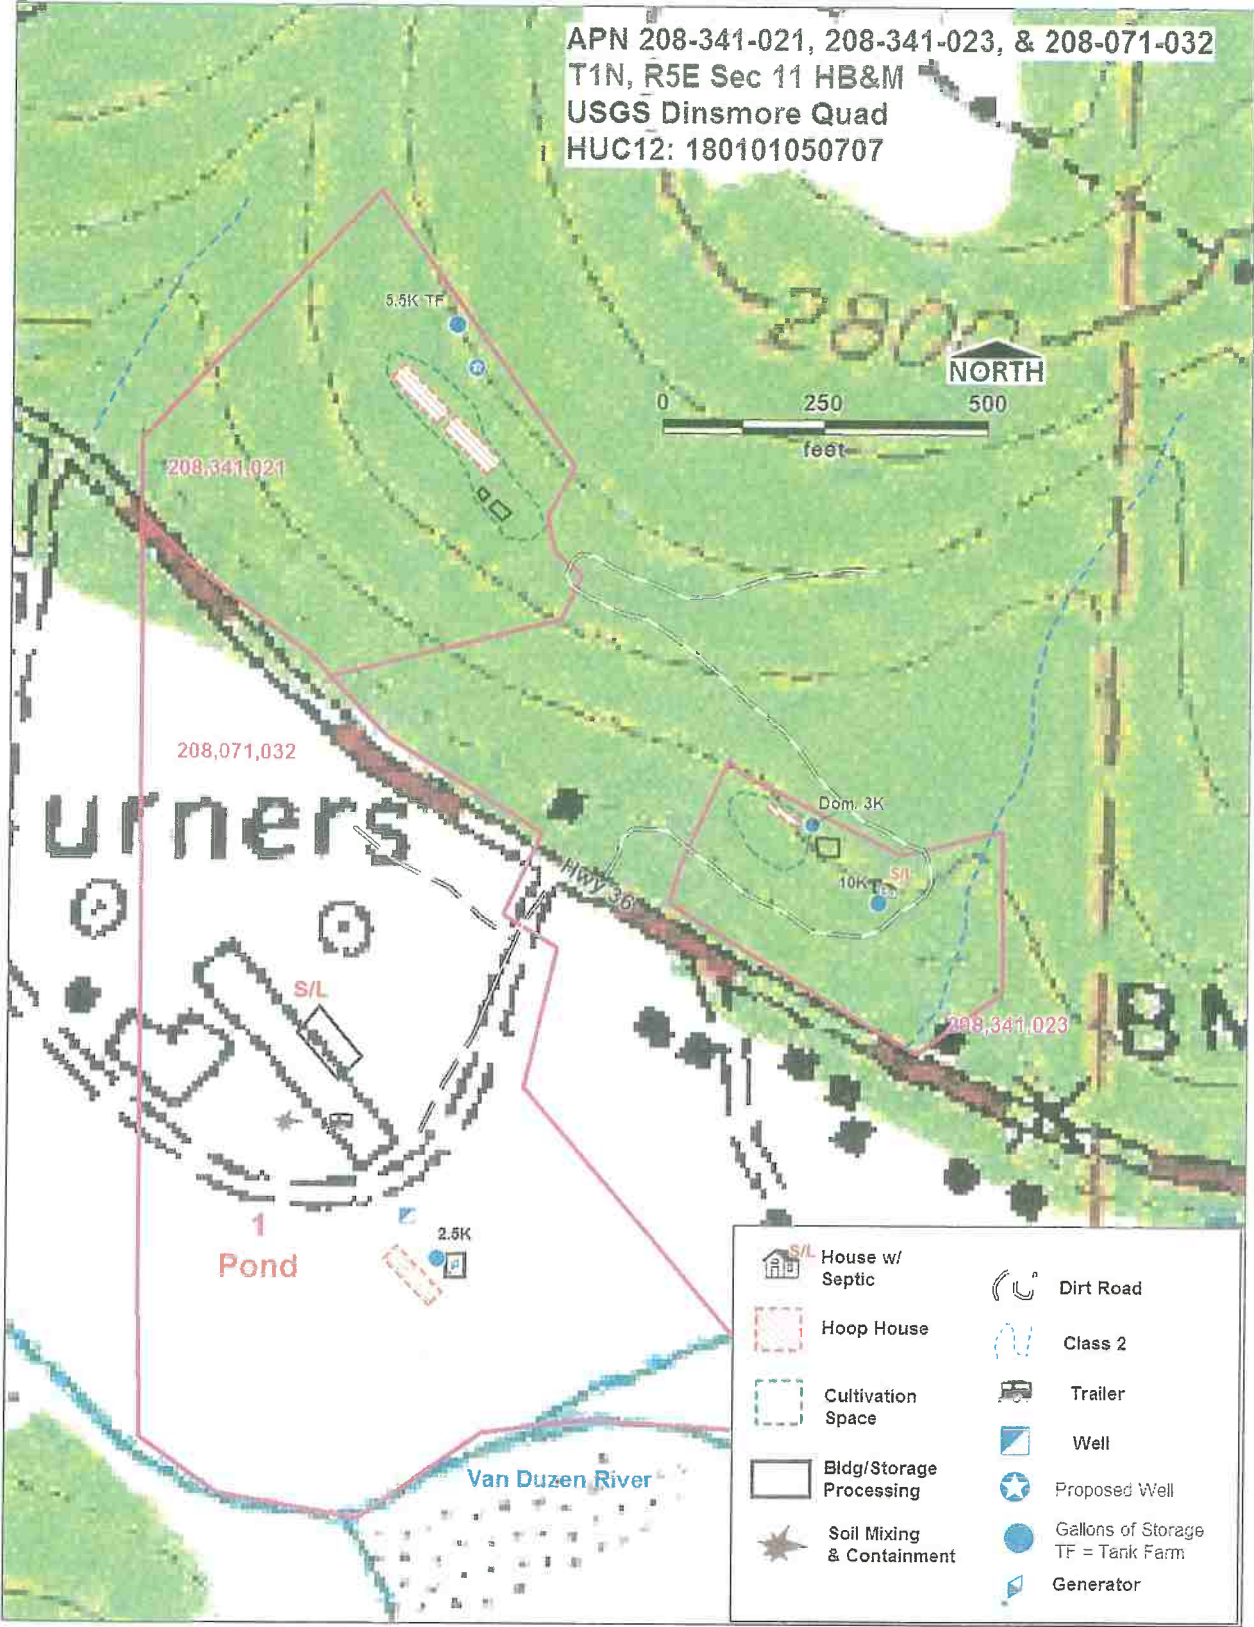 APN 208-341-021, 208-341-023, & 208-071-032
T1N, R5E Sec 11 HB&M
USGS Dinsmore Quad
HUC12: 180101050707
5.5K TF
2800
NORTH
0 250 500
feet
208,341,021
208,071,032
urners
Dom. 3K
Hwy 36
10K
S/L
S/L
208,341,023
BM
1
Pond
2.5K
Van Duzen River
S/L
House w/
Septic
Hoop House
Cultivation
Space
Bldg/Storage
Processing
Soil Mixing
& Containment
Dirt Road
Class 2
Trailer
Well
Proposed Well
Gallons of Storage
TF = Tank Farm
Generator